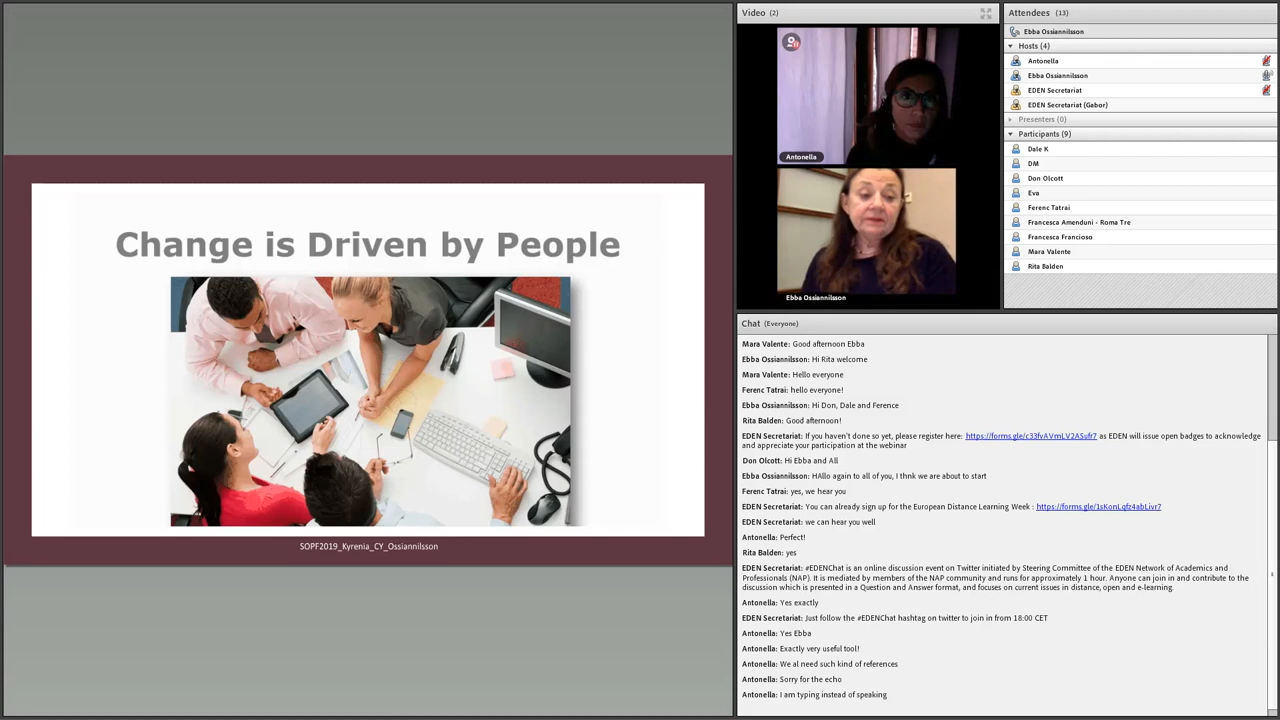 Change is Driven by People
SOPF2019_Kyrenia_CY_Ossiannilsson
Video (2)
Antonella
Ebba Ossiannilsson
Attendees (13)
Ebba Ossiannilsson
Hosts (4)
Antonella
Ebba Ossiannilsson
EDEN Secretariat
EDEN Secretariat (Gabor)
Presenters (0)
Participants (9)
Dale K
DM
Don Olcott
Eva
Ferenc Tatrai
Francesca Amenduni - Roma Tre
Francesca Francioso
Mara Valente
Rita Balden
Chat (Everyone)
Mara Valente: Good afternoon Ebba
Ebba Ossiannilsson: Hi Rita welcome
Mara Valente: Hello everyone
Ferenc Tatrai: hello everyone!
Ebba Ossiannilsson: Hi Don, Dale and Ference
Rita Balden: Good afternoon!
EDEN Secretariat: If you haven't done so yet, please register here: https://forms.gle/c33fvAVmLV2ASufr7 as EDEN will issue open badges to acknowledge
and appreciate your participation at the webinar
Don Olcott: Hi Ebba and All
Ebba Ossiannilsson: HAllo again to all of you, I thnk we are about to start
Ferenc Tatrai: yes, we hear you
EDEN Secretariat: You can already sign up for the European Distance Learning Week : https://forms.gle/1sKonLqfz4abLivr7
EDEN Secretariat: we can hear you well
Antonella: Perfect!
Rita Balden: yes
EDEN Secretariat: #EDENChat is an online discussion event on Twitter initiated by Steering Committee of the EDEN Network of Academics and
Professionals (NAP). It is mediated by members of the NAP community and runs for approximately 1 hour. Anyone can join in and contribute to the
discussion which is presented in a Question and Answer format, and focuses on current issues in distance, open and e-learning.
Antonella: Yes exactly
EDEN Secretariat: Just follow the #EDENChat hashtag on twitter to join in from 18:00 CET
Antonella: Yes Ebba
Antonella: Exactly very useful tool!
Antonella: We al need such kind of references
Antonella: Sorry for the echo
Antonella: I am typing instead of speaking